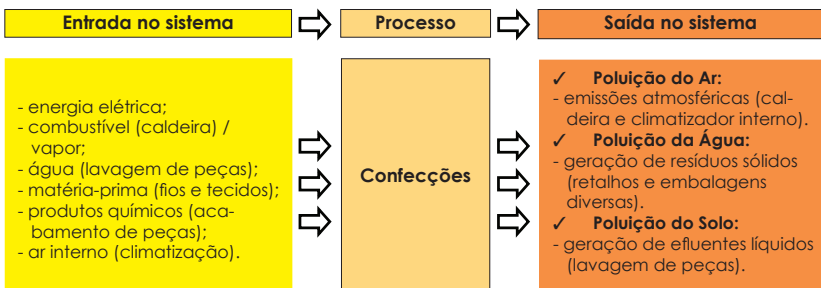 Entrada no sistema
Processo
Saída no sistema
- energia elétrica;
- combustível (caldeira) /
vapor;
- água (lavagem de peças);
- matéria-prima (fios e tecidos);
- produtos químicos (aca-
bamento de peças);
- ar interno (climatização).
Confecções
✓ Poluição do Ar:
- emissões atmosféricas (cal-
deira e climatizador interno).
✓ Poluição da Água:
- geração de resíduos sólidos
(retalhos e embalagens
diversas).
✓ Poluição do Solo:
- geração de efluentes líquidos
(lavagem de peças).